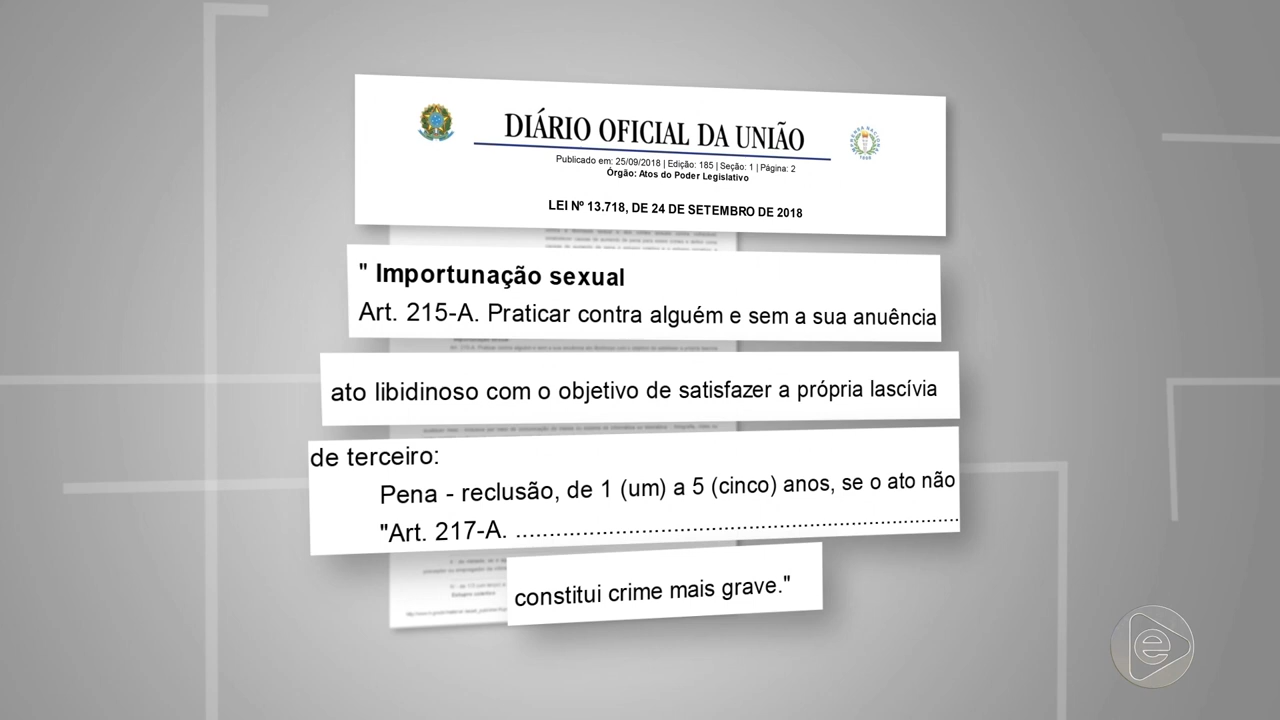 DIÁRIO OFICIAL DA UNIÃO
Publicado em: 25/09/2018 | Edição: 185 | Seção: 1 | Página: 2
Órgão: Atos do Poder Legislativo
LEI Nº 13.718, DE 24 DE SETEMBRO DE 2018
" Importunação sexual
Art. 215-A. Praticar contra alguém e sem a sua anuência
ato libidinoso com o objetivo de satisfazer a própria lascívia
de terceiro:
Pena - reclusão, de 1 (um) a 5 (cinco) anos, se o ato não
"Art. 217-A. ....................................................................
constitui crime mais grave."
e